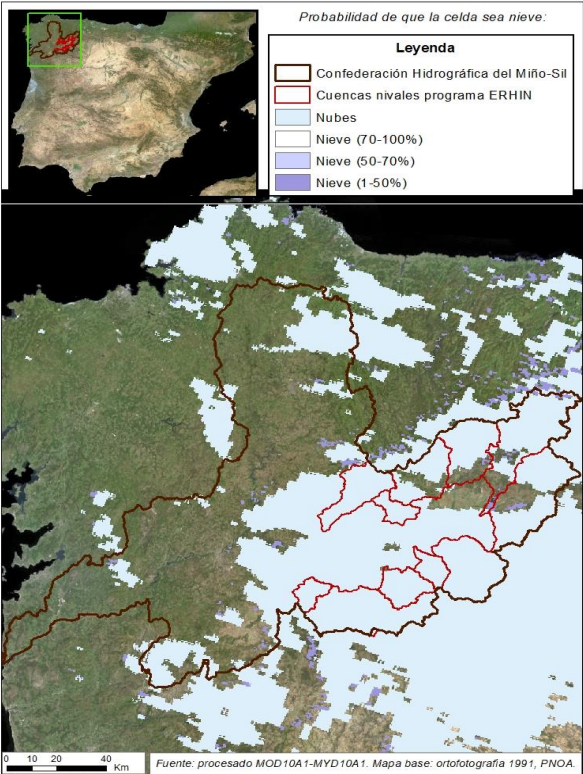 Probabilidad de que la celda sea nieve:
Leyenda
Confederación Hidrográfica del Miño-Sil
Cuencas nivales programa ERHIN
Nubes
Nieve (70-100%)
Nieve (50-70%)
Nieve (1-50%)
0 10 20 40
Km
Fuente: procesado MOD10A1-MYD10A1. Mapa base: ortofotografía 1991, PNOA.